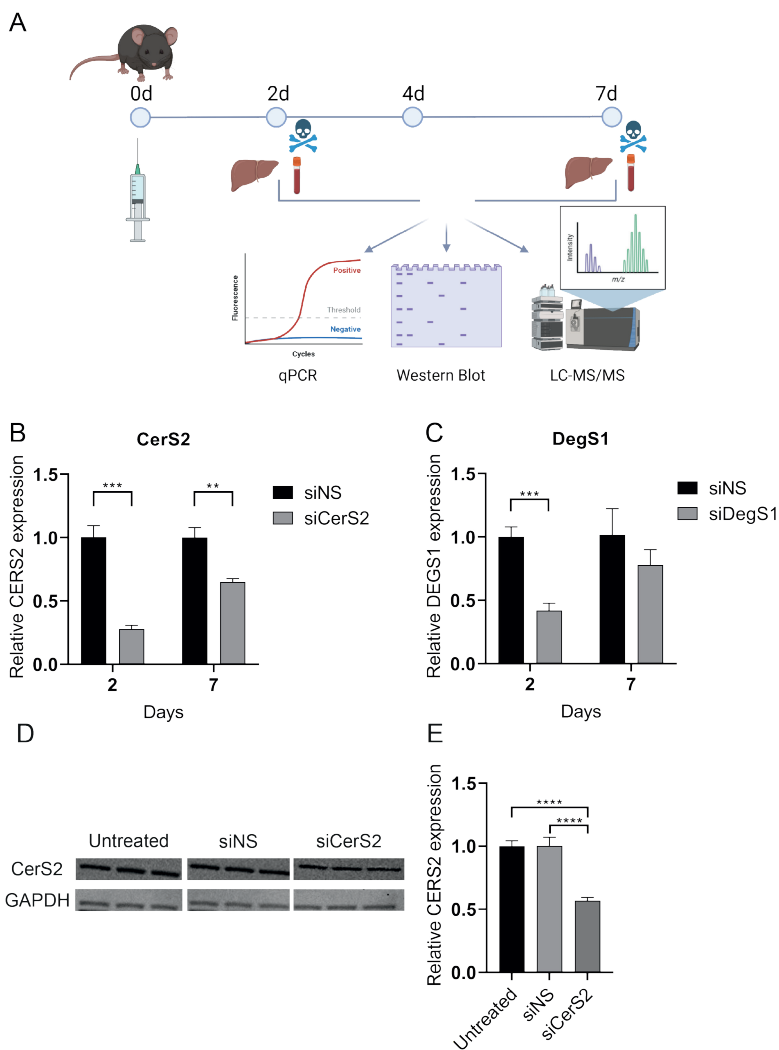 A
0d 2d 4d 7d
Intensity
m/z
Fluorescence
Positive
Threshold
Negative
Cycles
qPCR Western Blot LC-MS/MS
B
CerS2
Relative CERS2 expression
1.5
1.0
0.5
0.0
*** **
siNS
siCerS2
2 7
Days
C
DegS1
Relative DEGS1 expression
1.5
1.0
0.5
0.0
***
siNS
siDegS1
2 7
Days
D
Untreated siNS siCerS2
CerS2
GAPDH
E
Relative CERS2 expression
1.5
1.0
0.5
0.0
****
****
Untreated
siNS
siCerS2